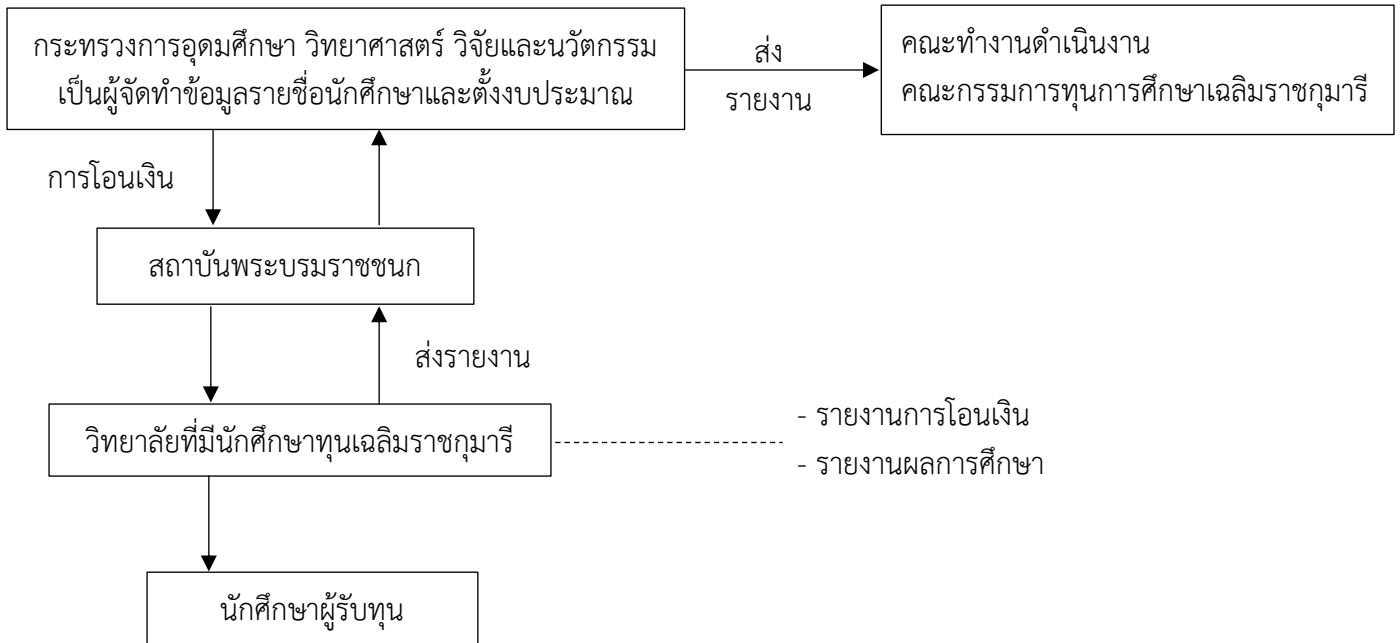 กระทรวงการอุดมศึกษา วิทยาศาสตร์ วิจัยและนวัตกรรม
เป็นผู้จัดทำข้อมูลรายชื่อนักศึกษาและตั้งงบประมาณ
ส่ง
รายงาน
คณะทำงานดำเนินงาน
คณะกรรมการทุนการศึกษาเฉลิมราชกุมารี
การโอนเงิน
สถาบันพระบรมราชชนก
ส่งรายงาน
วิทยาลัยที่มีนักศึกษาทุนเฉลิมราชกุมารี
- รายงานการโอนเงิน
- รายงานผลการศึกษา
นักศึกษาผู้รับทุน